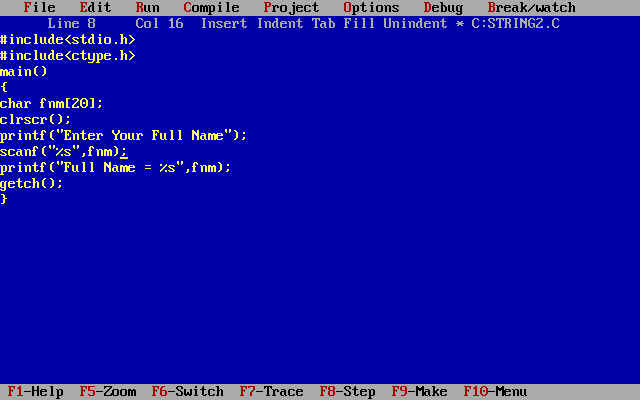 File Edit Run Compile Project Options Debug Break/watch
Line 8 Col 16 Insert Indent Tab Fill Unindent * C:STRING2.C
#include<stdio.h>
#include<ctype.h>
main()
{
char fnm[20];
clrscr();
printf("Enter Your Full Name");
scanf("%s",fnm);
printf("Full Name = %s",fnm);
getch();
}
F1-Help F5-Zoom F6-Switch F7-Trace F8-Step F9-Make F10-Menu